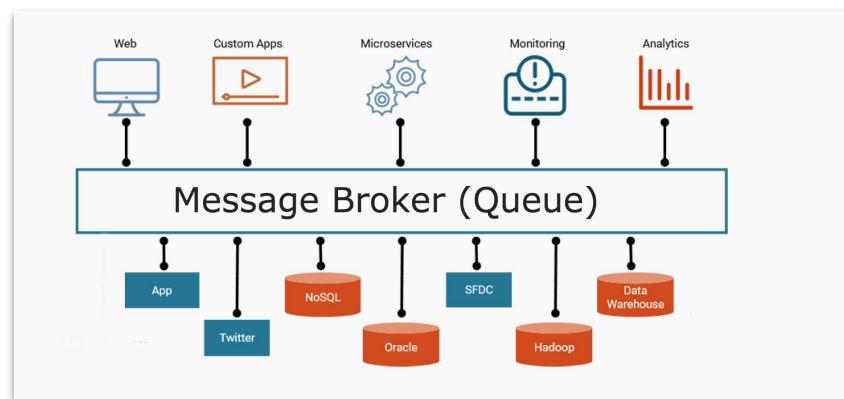 Web
Custom Apps
Microservices
Monitoring
Analytics
Message Broker (Queue)
App
Twitter
NoSQL
Oracle
SFDC
Hadoop
Data
Warehouse